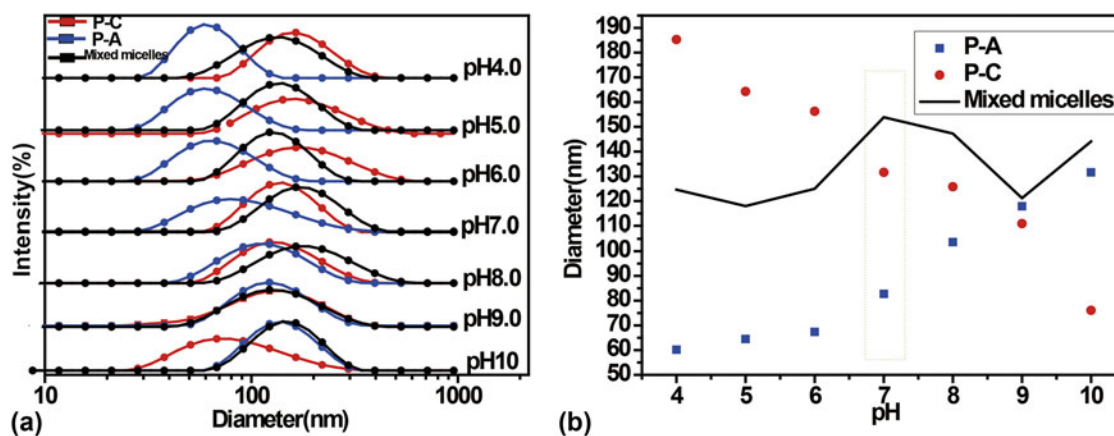 P-C
P-A
Mixed micelles
pH4.0
pH5.0
pH6.0
pH7.0
pH8.0
pH9.0
pH10
Intensity(%)
10 100 1000
Diameter(nm)
(a)
190
180
170
160
150
140
130
120
110
100
90
80
70
60
50
Diameter(nm)
P-A
P-C
Mixed micelles
4 5 6 7 8 9 10
pH
(b)